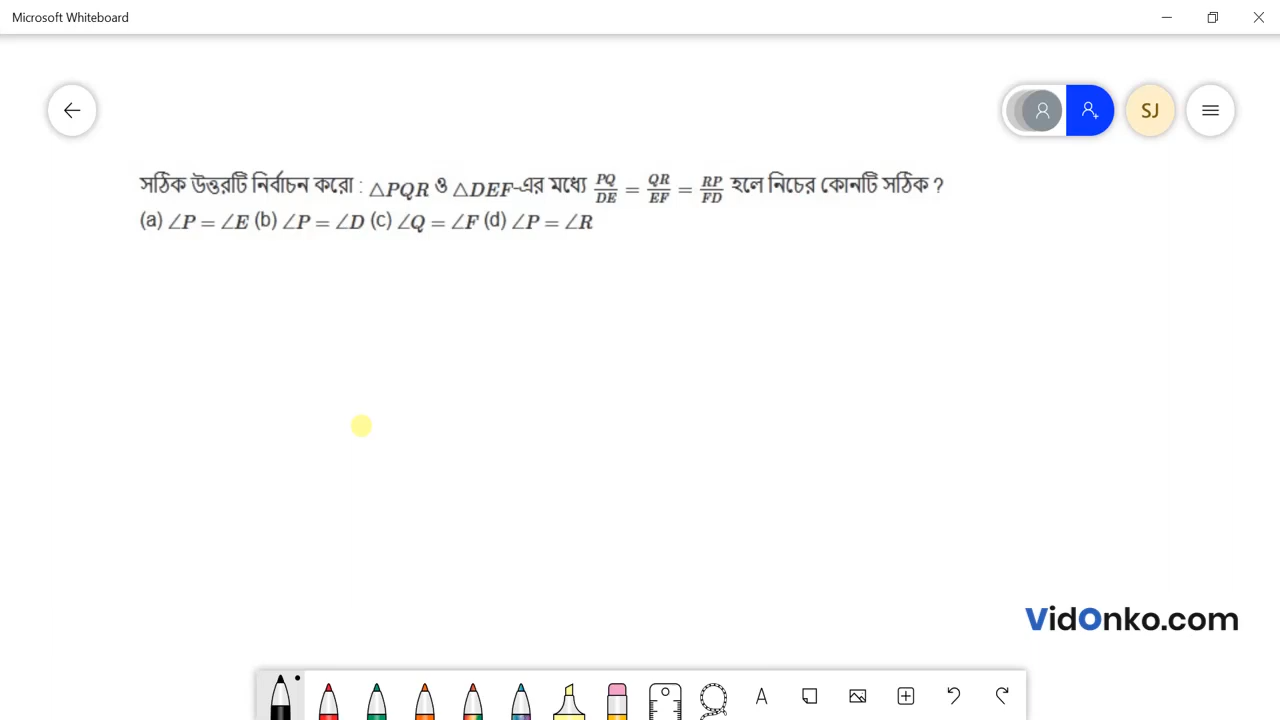 Microsoft Whiteboard
SJ
সঠিক উত্তরটি নির্বাচন করো : △PQR ও △DEF-এর মধ্যে PQ/DE = QR/EF = RP/FD হলে নিচের কোনটি সঠিক ?
(a) ∠P = ∠E (b) ∠P = ∠D (c) ∠Q = ∠F (d) ∠P = ∠R
VidOnko.com